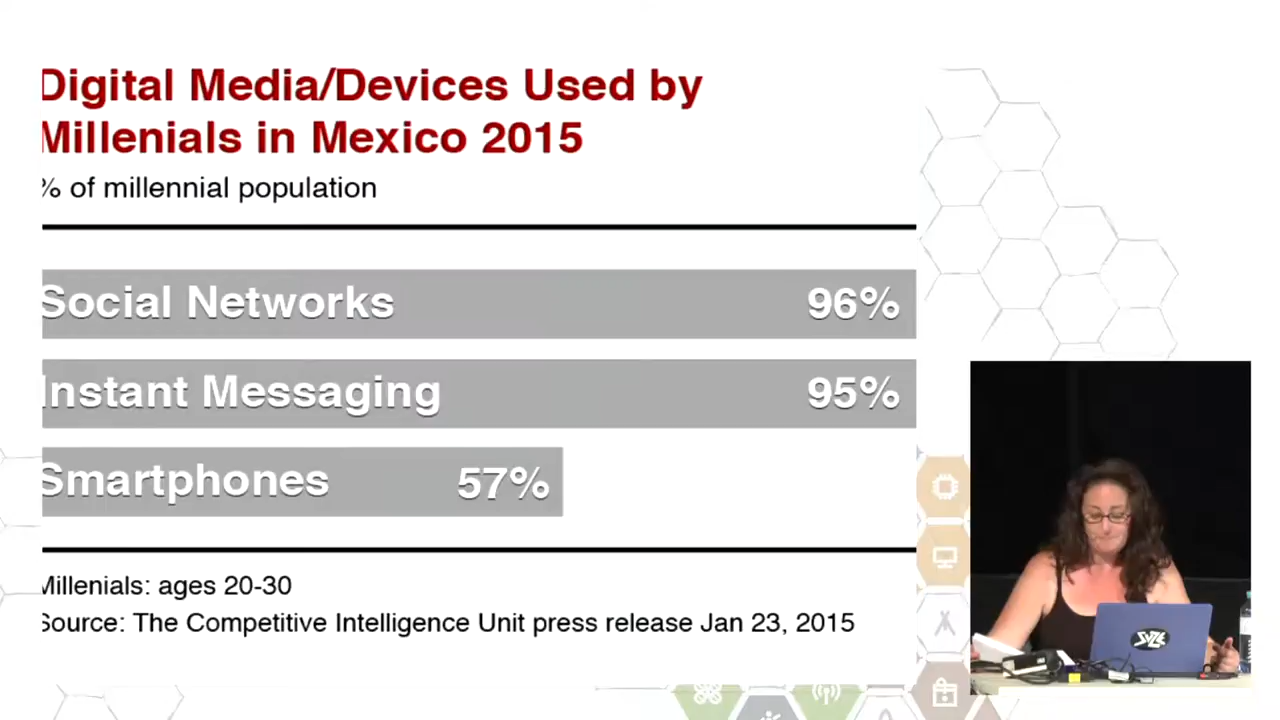 Digital Media/Devices Used by
Millenials in Mexico 2015
% of millennial population
Social Networks 96%
Instant Messaging 95%
Smartphones 57%
Millenials: ages 20-30
Source: The Competitive Intelligence Unit press release Jan 23, 2015